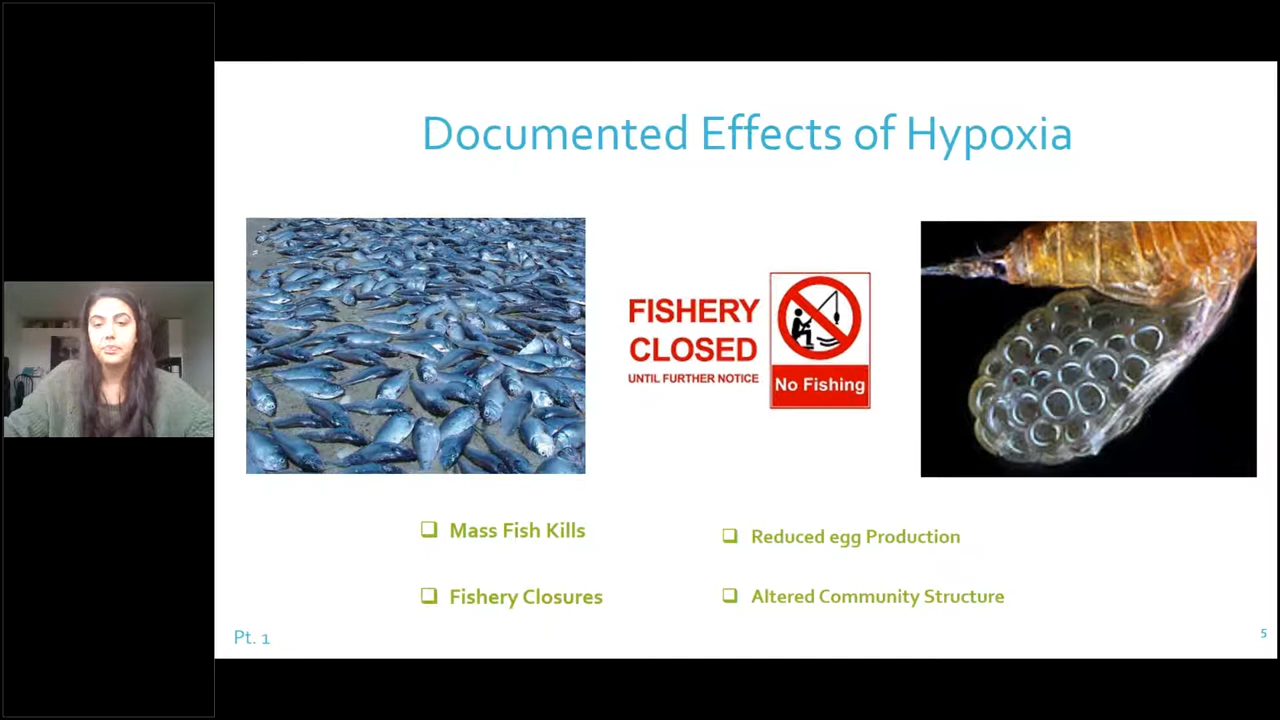 Documented Effects of Hypoxia
FISHERY
CLOSED
UNTIL FURTHER NOTICE
No Fishing
Mass Fish Kills
Reduced egg Production
Fishery Closures
Altered Community Structure
Pt. 1
5